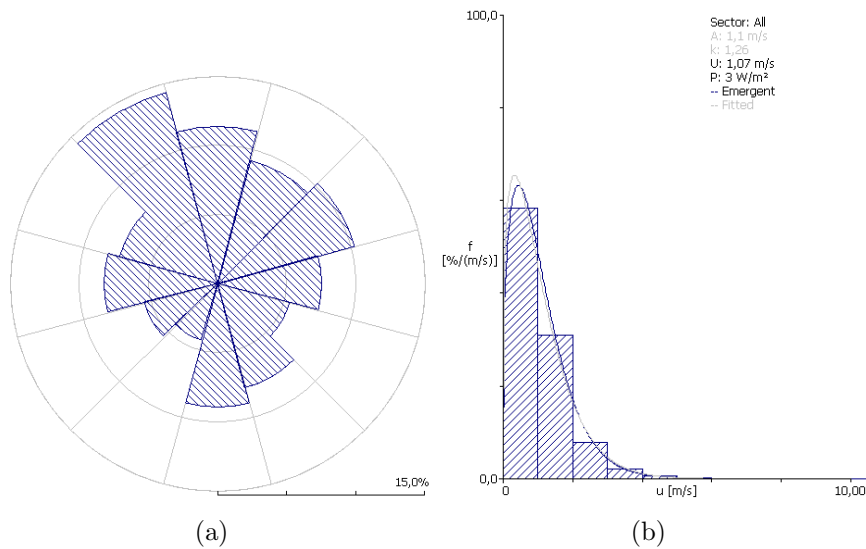 15,0%
(a)
100,0
Sector: All
A: 1,1 m/s
k: 1,26
U: 1,07 m/s
P: 3 W/m²
-- Emergent
-- Fitted
f
[%/(m/s)]
0,0
0
u [m/s]
10,00
(b)